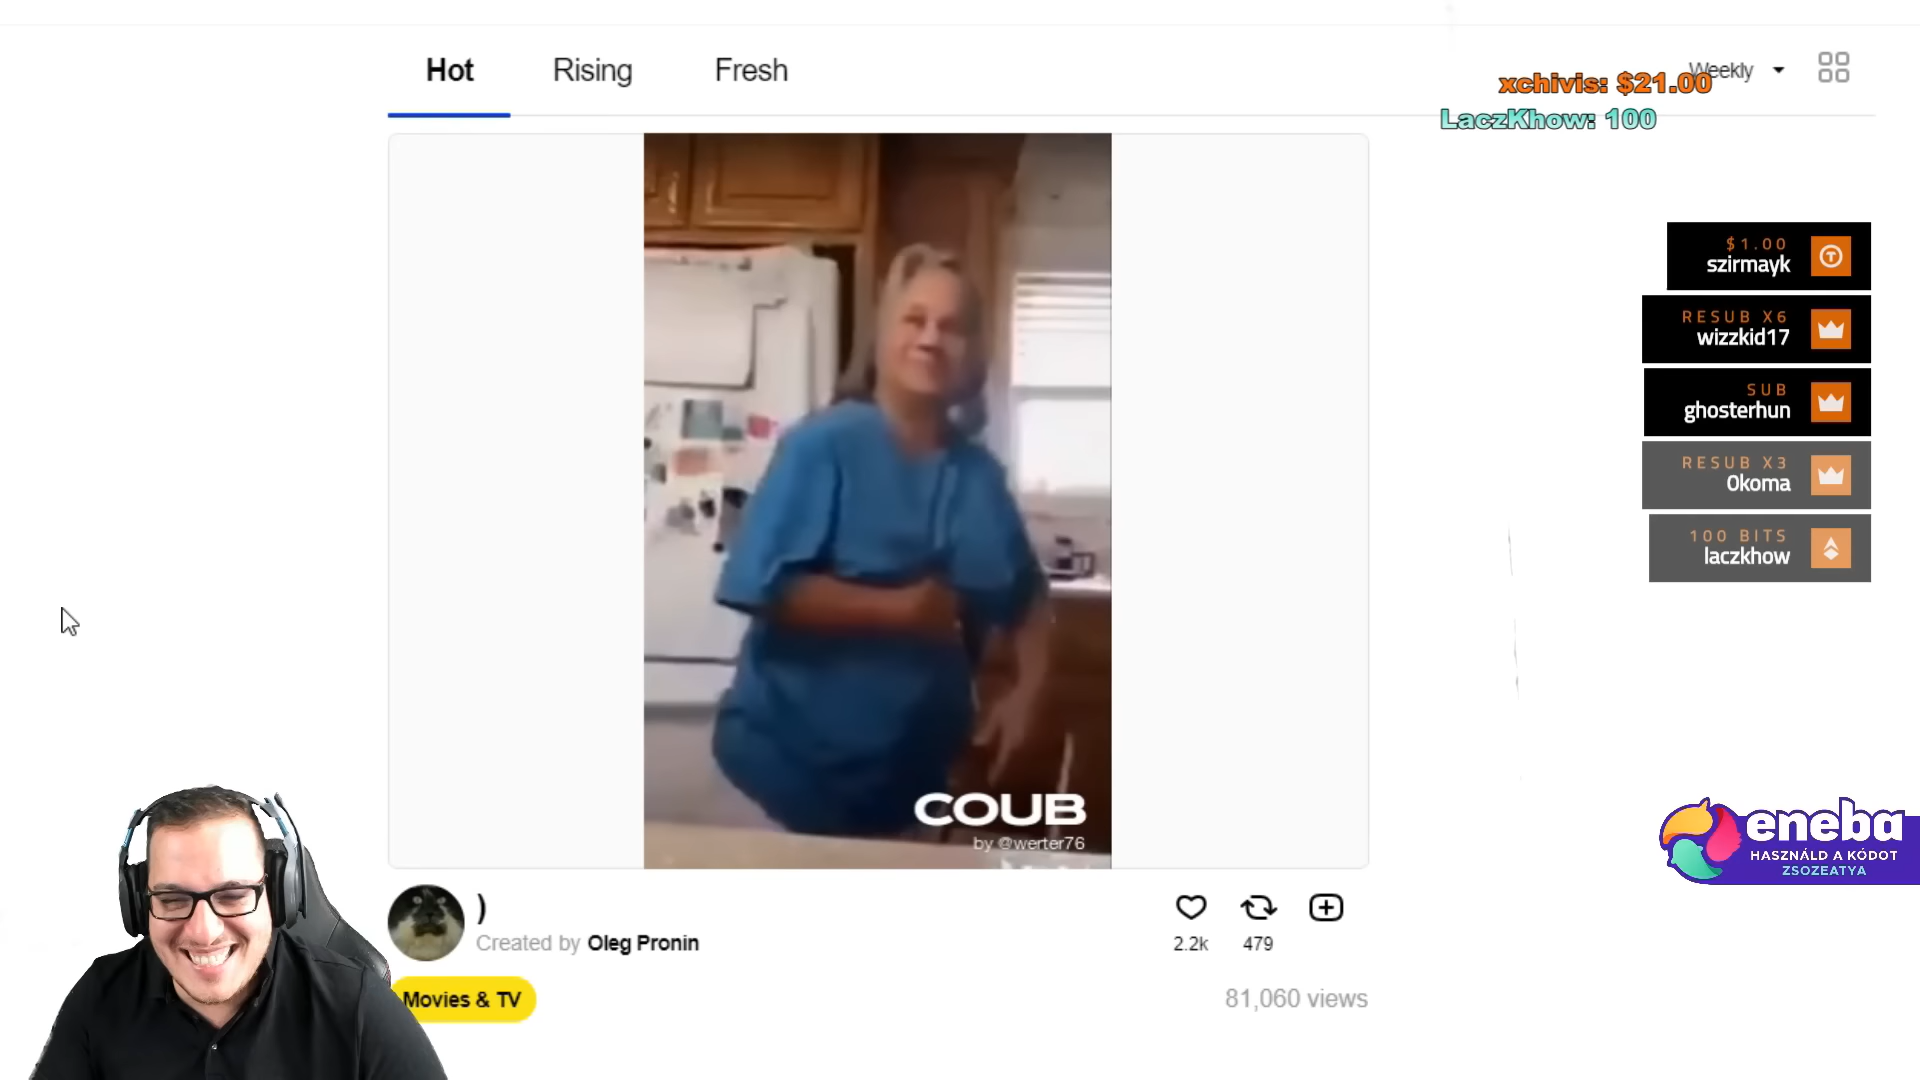 Hot
Rising
Fresh
Weekly
xchivis: $21.00
LaczKhow: 100
$1.00
szirmayk
RESUB X6
wizzkid17
SUB
ghosterhun
RESUB X3
0koma
100 BITS
laczkhow
COUB
by @werter76
eneba
HASZNÁLD A KÓDOT
ZSOZEATYA
)
Created by Oleg Pronin
2.2k
479
Movies & TV
81,060 views